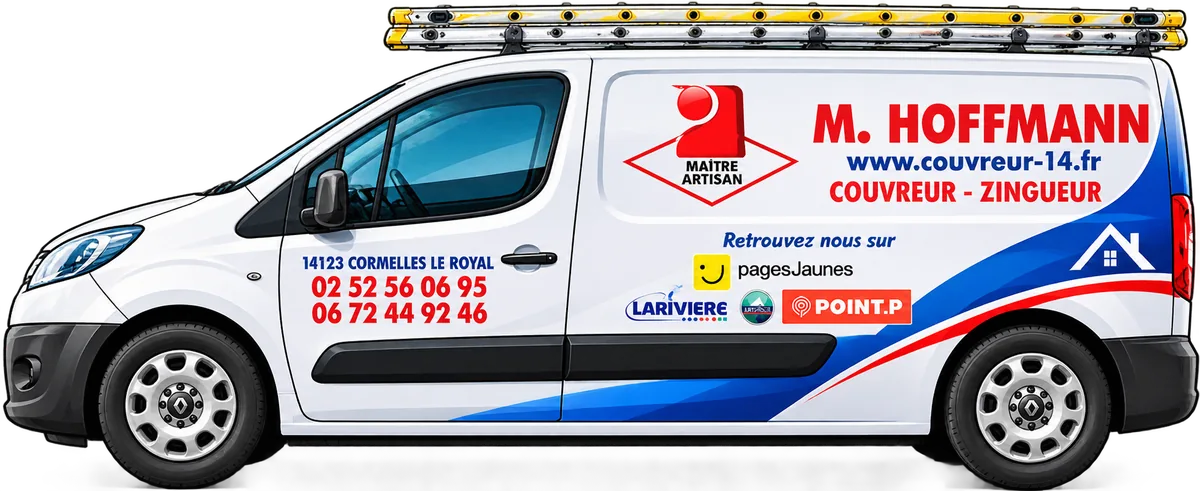 MAÎTRE
ARTISAN
M. HOFFMANN
www.couvreur-14.fr
COUVREUR - ZINGUEUR
14123 CORMELLES LE ROYAL
02 52 56 06 95
06 72 44 92 46
Retrouvez nous sur
pagesJaunes
LARIVIERE
POINT.P